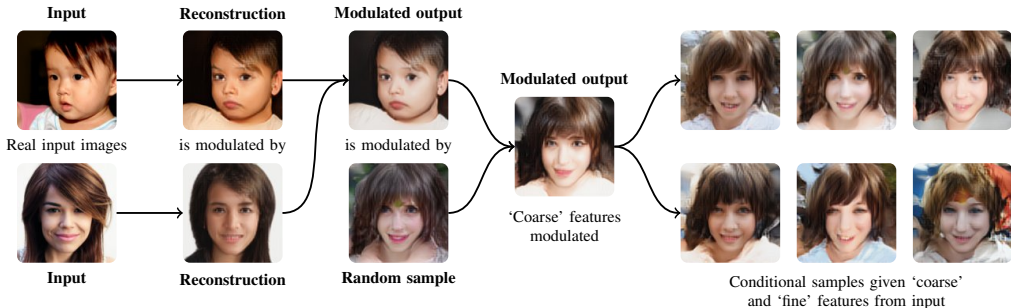 Input
Reconstruction
Modulated output
Real input images
is modulated by
is modulated by
Input
Reconstruction
Random sample
Modulated output
‘Coarse’ features
modulated
Conditional samples given ‘coarse’
and ‘fine’ features from input